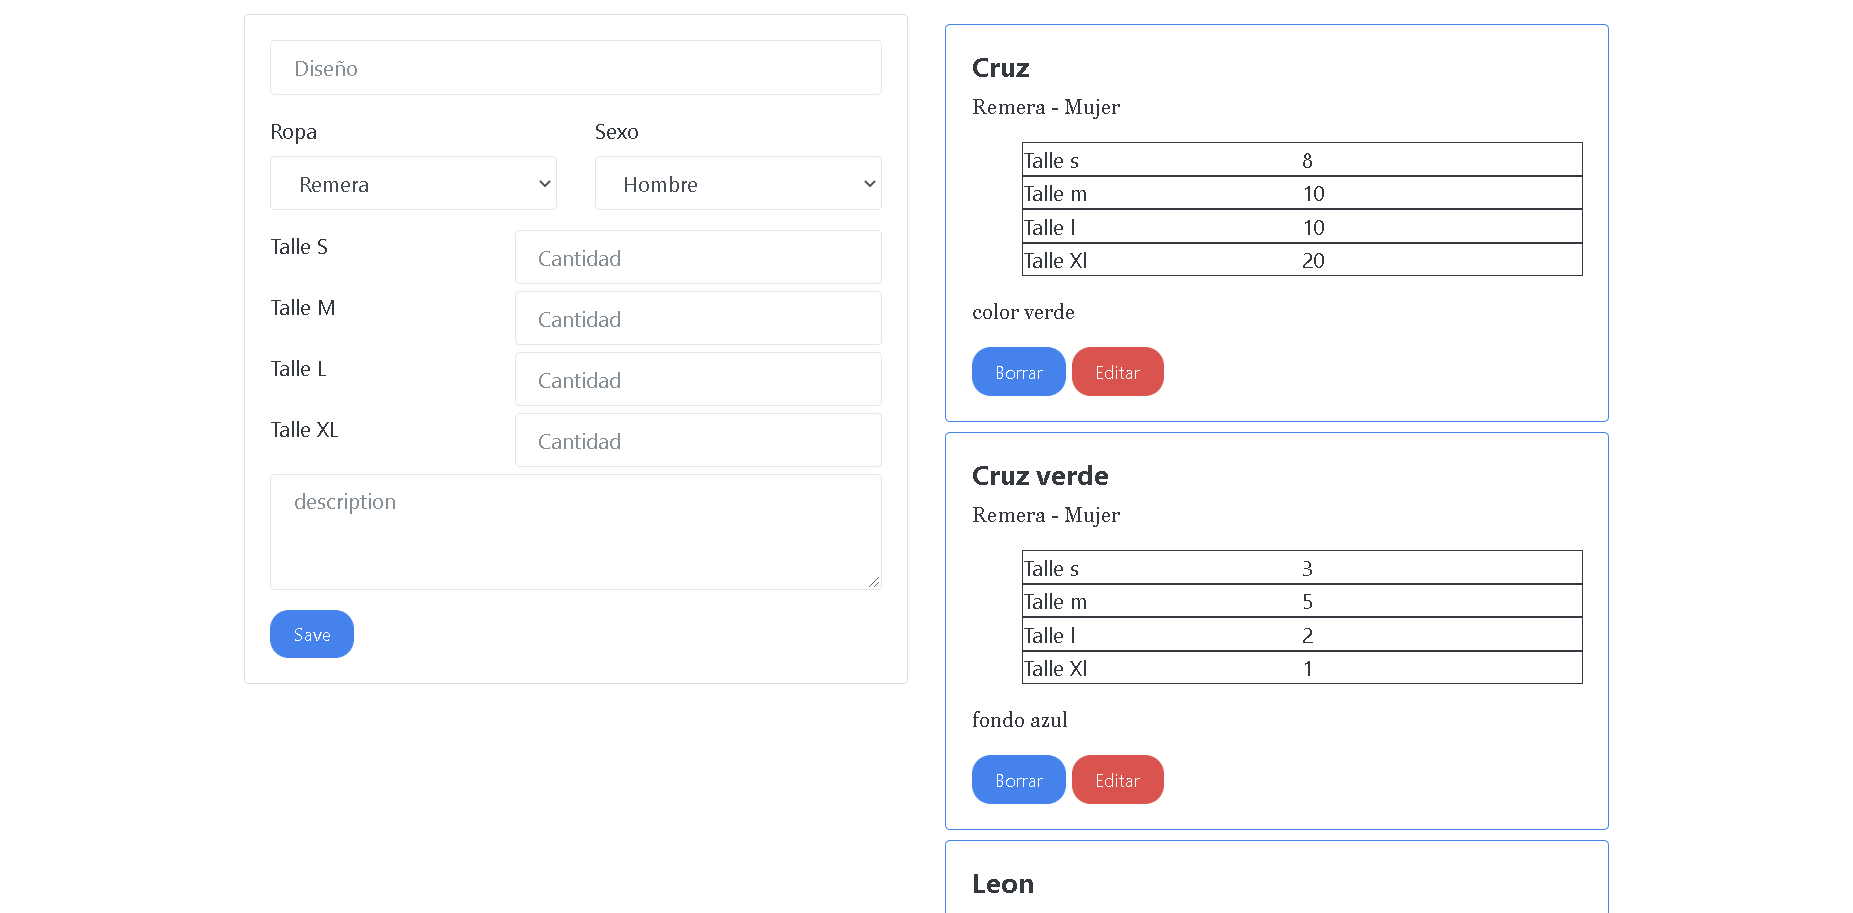 Diseño
Ropa Sexo
Remera Hombre
Talle S Cantidad
Talle M Cantidad
Talle L Cantidad
Talle XL Cantidad
description
Save
Cruz
Remera - Mujer
Talle s 8
Talle m 10
Talle l 10
Talle Xl 20
color verde
Borrar Editar
Cruz verde
Remera - Mujer
Talle s 3
Talle m 5
Talle l 2
Talle Xl 1
fondo azul
Borrar Editar
Leon